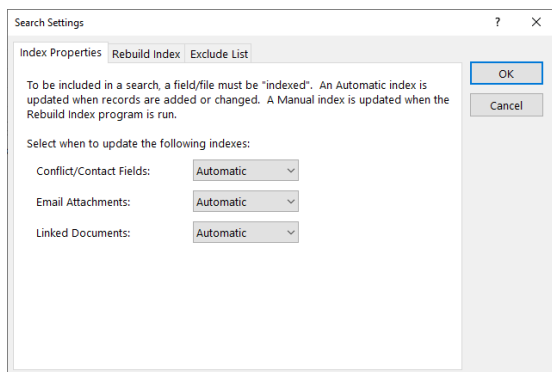 Search Settings
?
Index Properties
Rebuild Index
Exclude List
To be included in a search, a field/file must be "indexed". An Automatic index is
updated when records are added or changed. A Manual index is updated when the
Rebuild Index program is run.
Select when to update the following indexes:
Conflict/Contact Fields:
Automatic
Email Attachments:
Automatic
Linked Documents:
Automatic
OK
Cancel